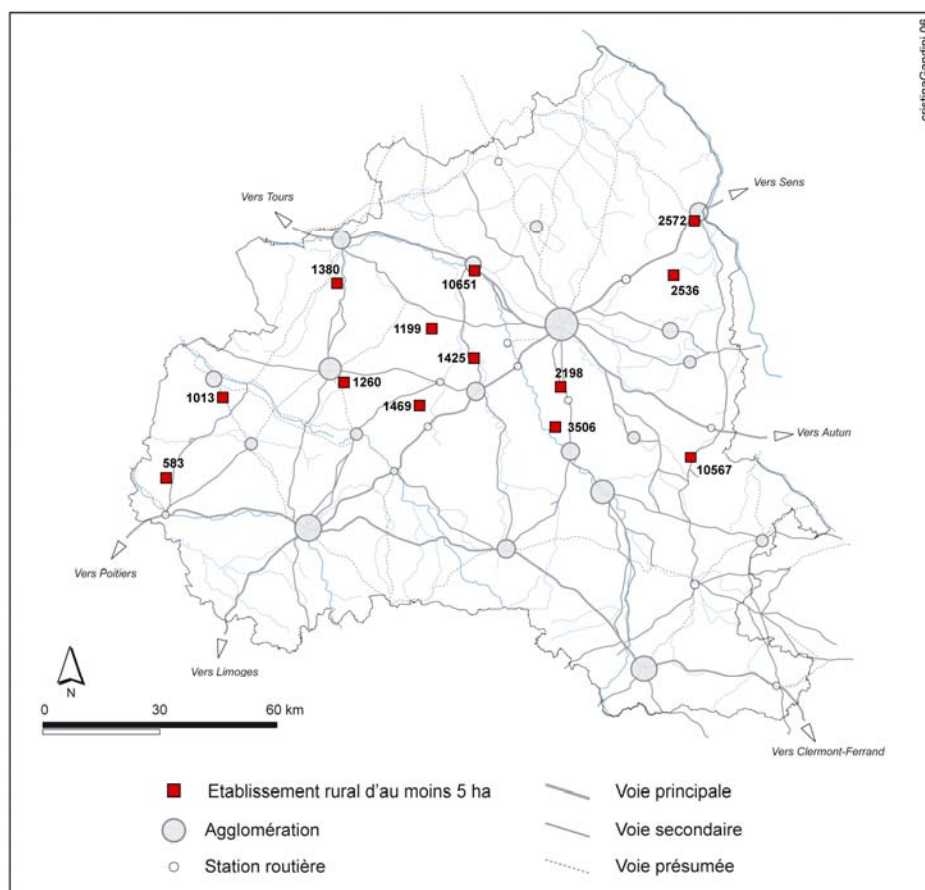 cristinaGandini 06
Vers Sens
Vers Tours
2572
1380
10651
2536
1199
1425
2198
1260
1013
1469
3506
Vers Autun
583
10567
Vers Poitiers
Vers Limoges
N
0 30 60 km
Vers Clermont-Ferrand
Etablissement rural d'au moins 5 ha
Voie principale
Agglomération
Voie secondaire
Station routière
Voie présumée